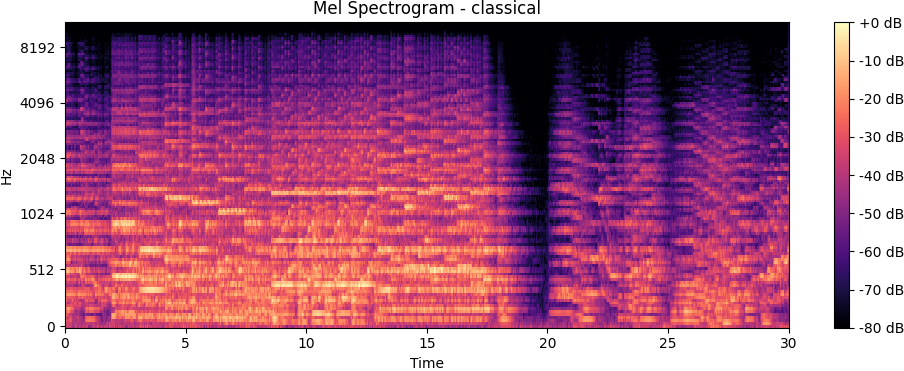 Mel Spectrogram - classical
Hz
8192
4096
2048
1024
512
0
0 5 10 15 20 25 30
Time
+0 dB
-10 dB
-20 dB
-30 dB
-40 dB
-50 dB
-60 dB
-70 dB
-80 dB